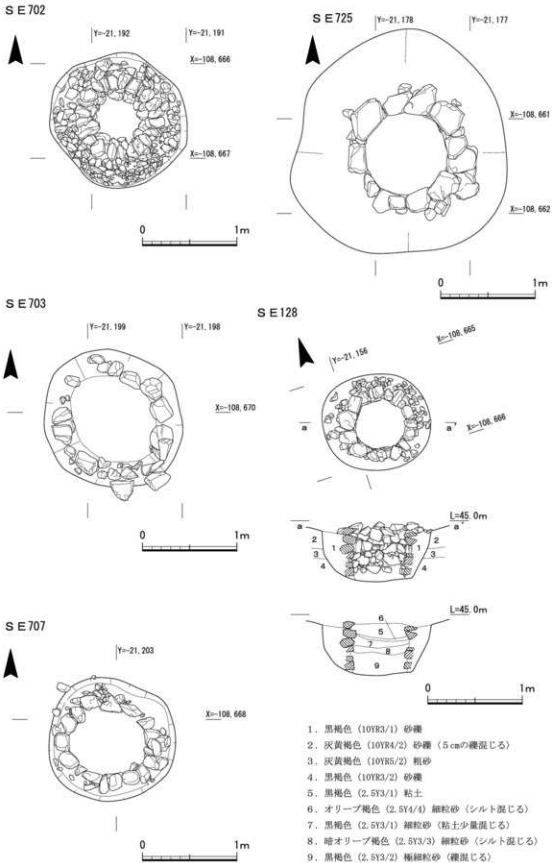 SE702
Y=-21,192
Y=-21,191
X=-108,666
X=-108,667
0 1m
SE725
Y=-21,178
Y=-21,177
X=-108,661
X=-108,662
0 1m
SE703
Y=-21,199
Y=-21,198
X=-108,670
0 1m
SE128
Y=-21,156
X=-108,665
X=-108,666
a a'
L=45.0m
a a'
2 1 1 2
3 3
4 4
L=45.0m
6
5
7
8
9
0 1m
SE707
Y=-21,203
X=-108,668
0 1m
1. 黒褐色(10YR3/1)砂礫
2. 灰黄褐色(10YR4/2)砂礫(5㎝の礫混じる)
3. 灰黄褐色(10YR5/2)粗砂
4. 黒褐色(10YR3/2)砂礫
5. 黒褐色(2.5Y3/1)粘土
6. オリーブ褐色(2.5Y4/4)細粒砂(シルト混じる)
7. 黒褐色(2.5Y3/1)細粒砂(粘土少量混じる)
8. 暗オリーブ褐色(2.5Y3/3)細粒砂(シルト混じる)
9. 黒褐色(2.5Y3/2)極細粒砂(礫混じる)